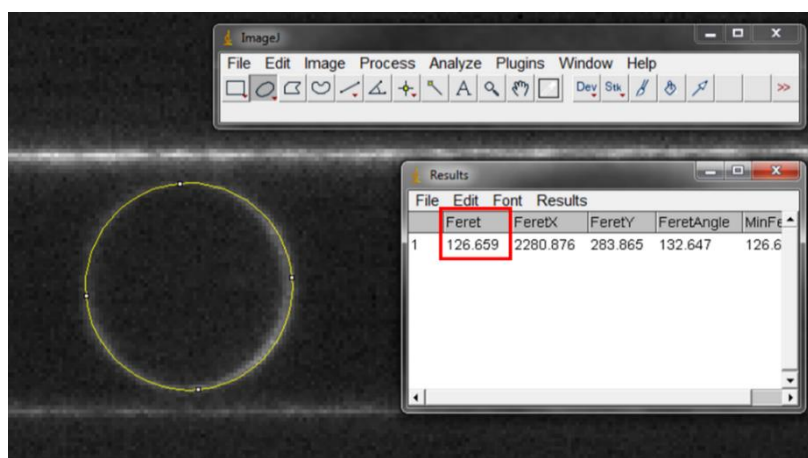 ImageJ
File Edit Image Process Analyze Plugins Window Help
A Dev Stk >>
Results
File Edit Font Results
Feret FeretX FeretY FeretAngle MinFe
1 126.659 2280.876 283.865 132.647 126.6